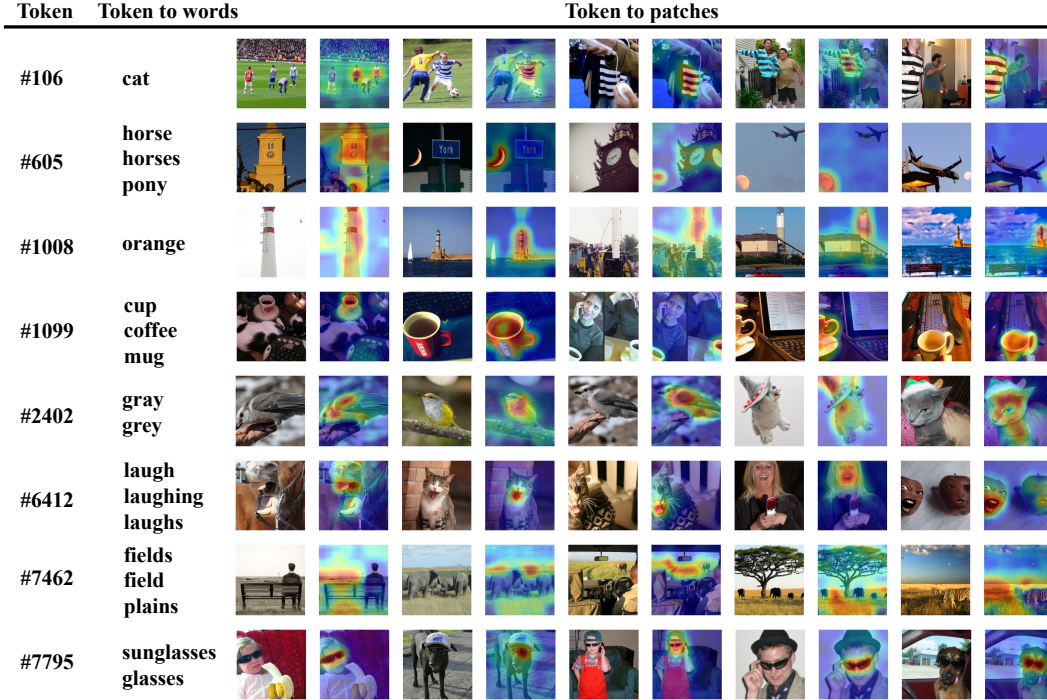 Token Token to words Token to patches
#106 cat
#605 horse
horses
pony
York
#1008 orange
#1099 cup
coffee
mug
#2402 gray
grey
#6412 laugh
laughing
laughs
#7462 fields
field
plains
#7795 sunglasses
glasses